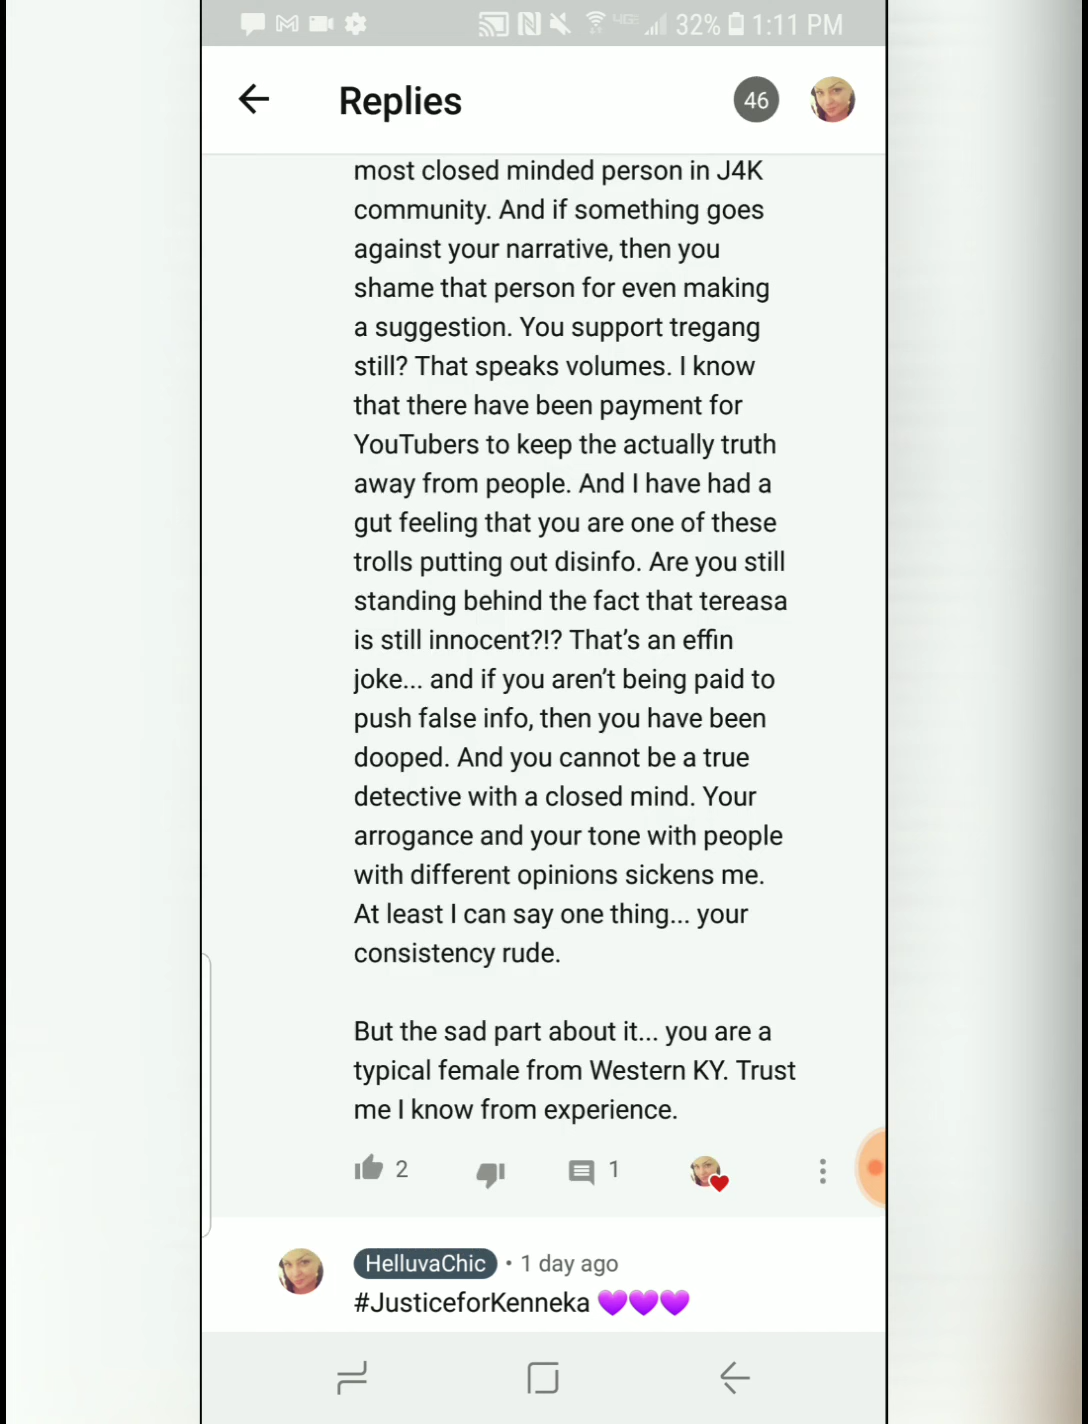 32% 1:11 PM
Replies
46
most closed minded person in J4K
community. And if something goes
against your narrative, then you
shame that person for even making
a suggestion. You support tregang
still? That speaks volumes. I know
that there have been payment for
YouTubers to keep the actually truth
away from people. And I have had a
gut feeling that you are one of these
trolls putting out disinfo. Are you still
standing behind the fact that tereasa
is still innocent?!? That’s an effin
joke... and if you aren’t being paid to
push false info, then you have been
dooped. And you cannot be a true
detective with a closed mind. Your
arrogance and your tone with people
with different opinions sickens me.
At least I can say one thing... your
consistency rude.
But the sad part about it... you are a
typical female from Western KY. Trust
me I know from experience.
2 1
HelluvaChic • 1 day ago
#JusticeforKenneka 💜💜💜